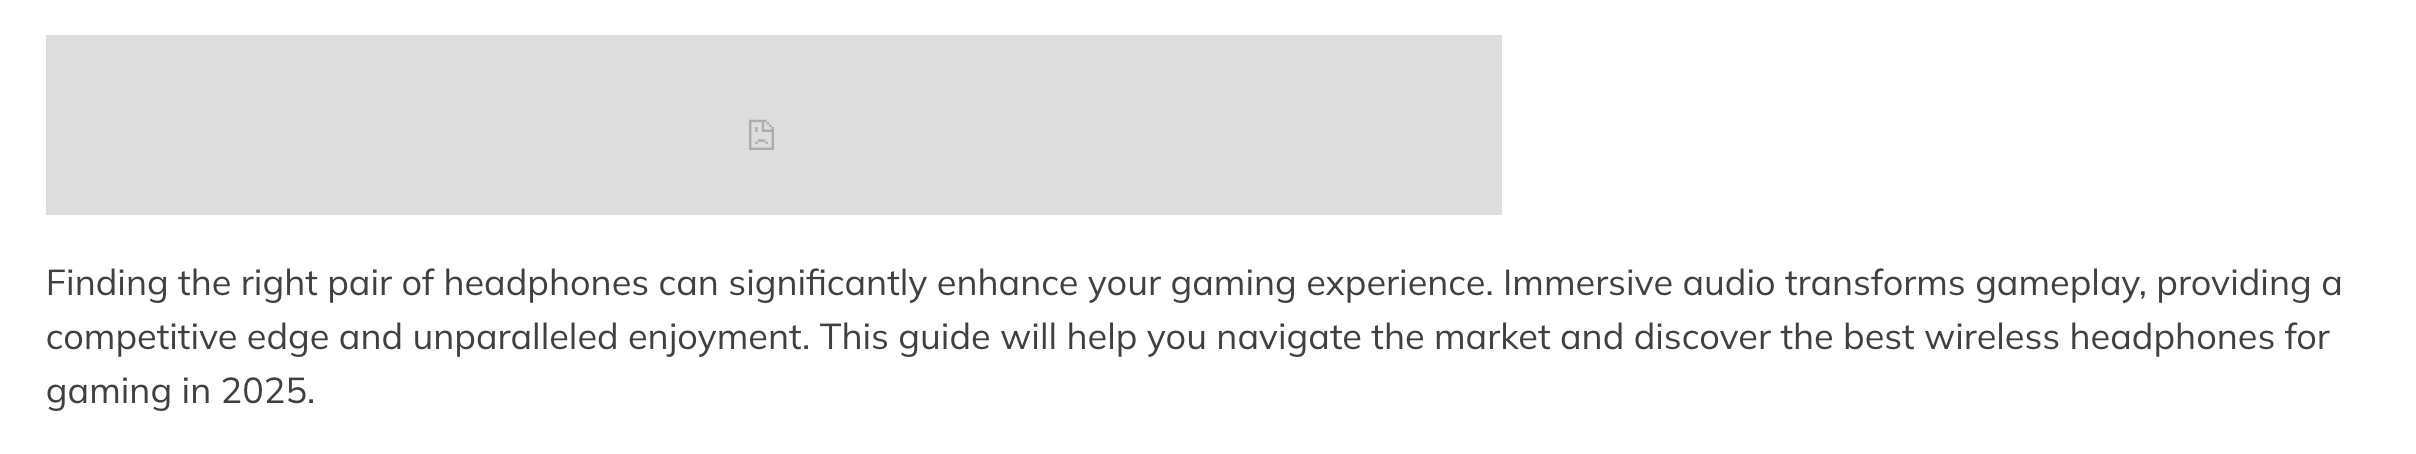 Finding the right pair of headphones can significantly enhance your gaming experience. Immersive audio transforms gameplay, providing a
competitive edge and unparalleled enjoyment. This guide will help you navigate the market and discover the best wireless headphones for
gaming in 2025.